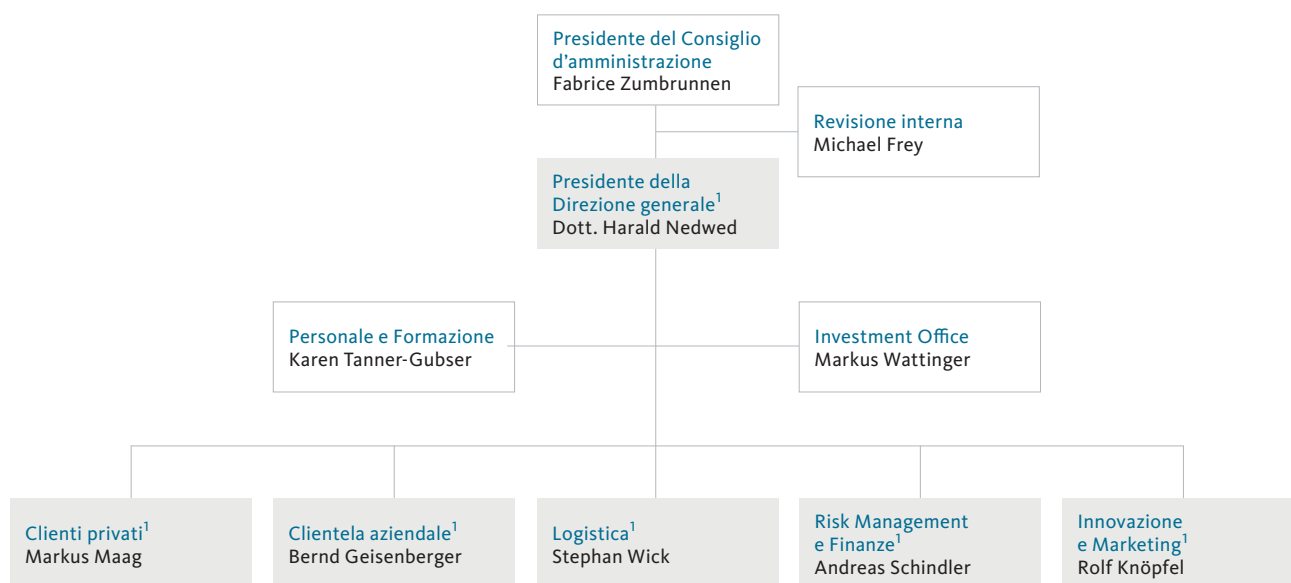 Presidente del Consiglio
d’amministrazione
Fabrice Zumbrunnen
Revisione interna
Michael Frey
Presidente della
Direzione generale¹
Dott. Harald Nedwed
Personale e Formazione
Karen Tanner-Gubser
Investment Office
Markus Wattinger
Clienti privati¹
Markus Maag
Clientela aziendale¹
Bernd Geisenberger
Logistica¹
Stephan Wick
Risk Management
e Finanze¹
Andreas Schindler
Innovazione
e Marketing¹
Rolf Knöpfel